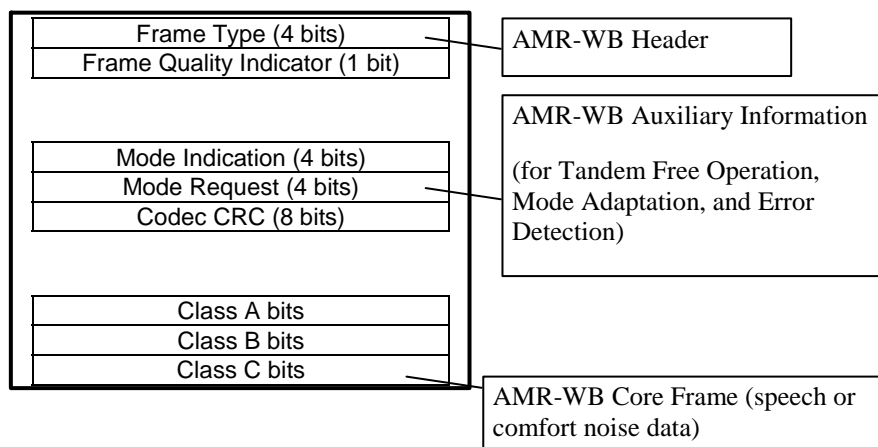 Frame Type (4 bits)
Frame Quality Indicator (1 bit)
AMR-WB Header
Mode Indication (4 bits)
Mode Request (4 bits)
Codec CRC (8 bits)
AMR-WB Auxiliary Information
(for Tandem Free Operation,
Mode Adaptation, and Error
Detection)
Class A bits
Class B bits
Class C bits
AMR-WB Core Frame (speech or
comfort noise data)